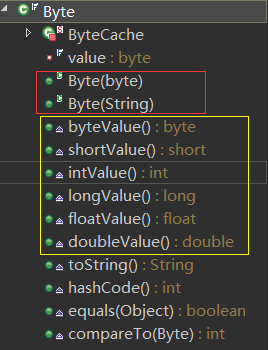 Byte
ByteCache
value : byte
Byte(byte)
Byte(String)
byteValue() : byte
shortValue() : short
intValue() : int
longValue() : long
floatValue() : float
doubleValue() : double
toString() : String
hashCode() : int
equals(Object) : boolean
compareTo(Byte) : int